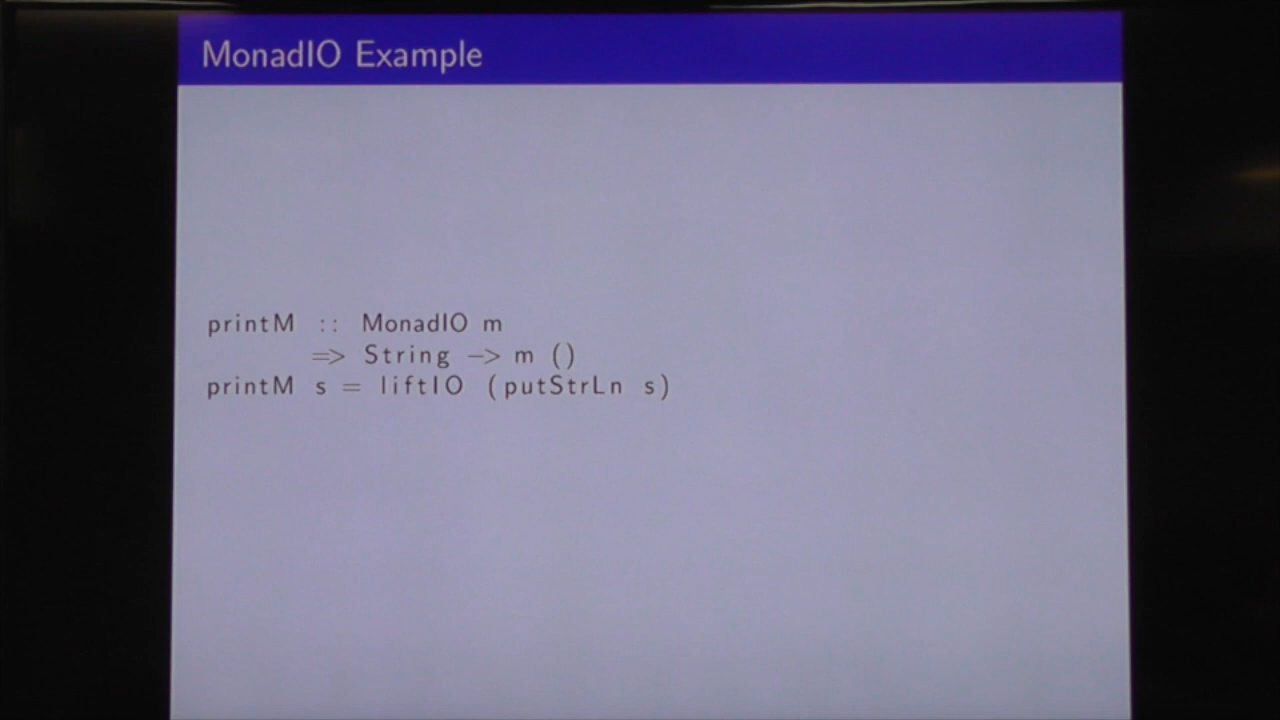 MonadIO Example
printM :: MonadIO m
=> String -> m ()
printM s = liftIO (putStrLn s)